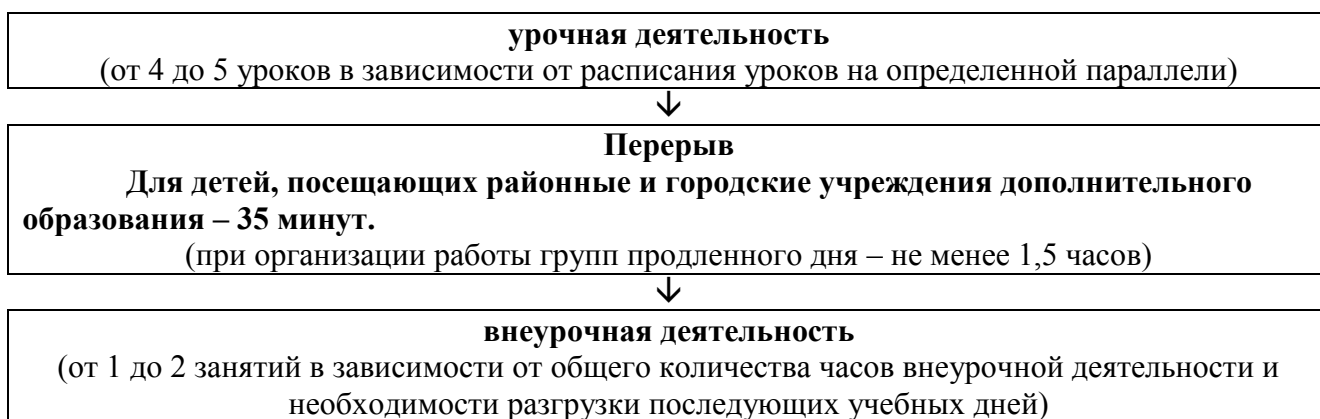 урочная деятельность
(от 4 до 5 уроков в зависимости от расписания уроков на определенной параллели)
Перерыв
Для детей, посещающих районные и городские учреждения дополнительного
образования – 35 минут.
(при организации работы групп продленного дня – не менее 1,5 часов)
внеурочная деятельность
(от 1 до 2 занятий в зависимости от общего количества часов внеурочной деятельности и
необходимости разгрузки последующих учебных дней)